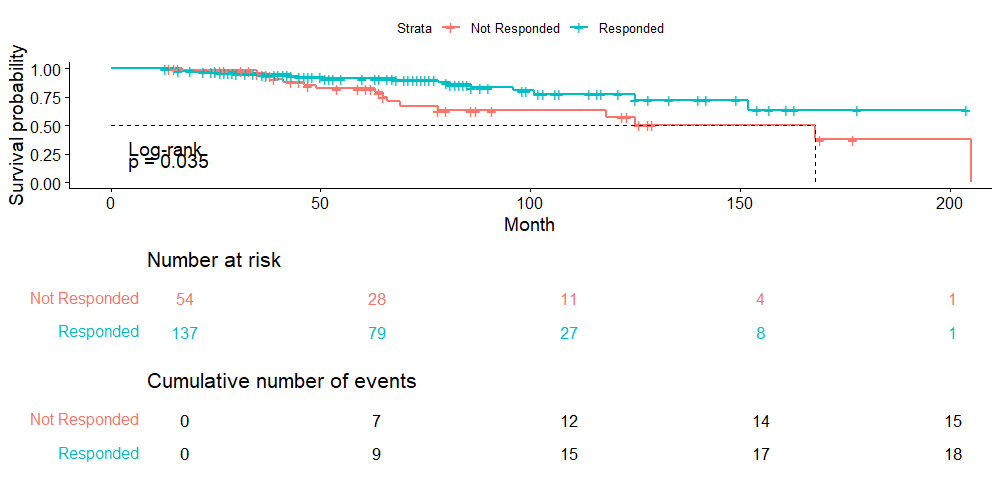 Strata Not Responded Responded
Survival probability
1.00
0.75
0.50
0.25
0.00
Log-rank
p = 0.035
0 50 100 150 200
Month
Number at risk
Not Responded 54 28 11 4 1
Responded 137 79 27 8 1
Cumulative number of events
Not Responded 0 7 12 14 15
Responded 0 9 15 17 18